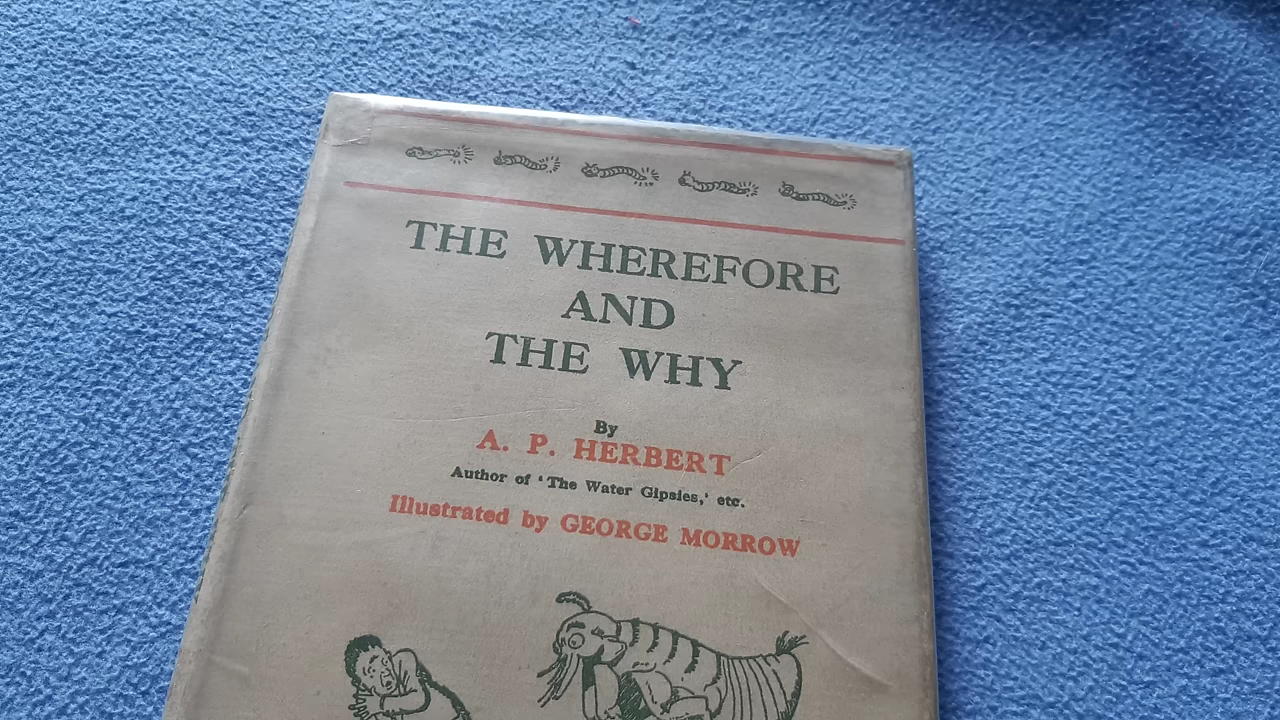 THE WHEREFORE
AND
THE WHY
By
A. P. HERBERT
Author of ‘The Water Gipsies,’ etc.
Illustrated by GEORGE MORROW